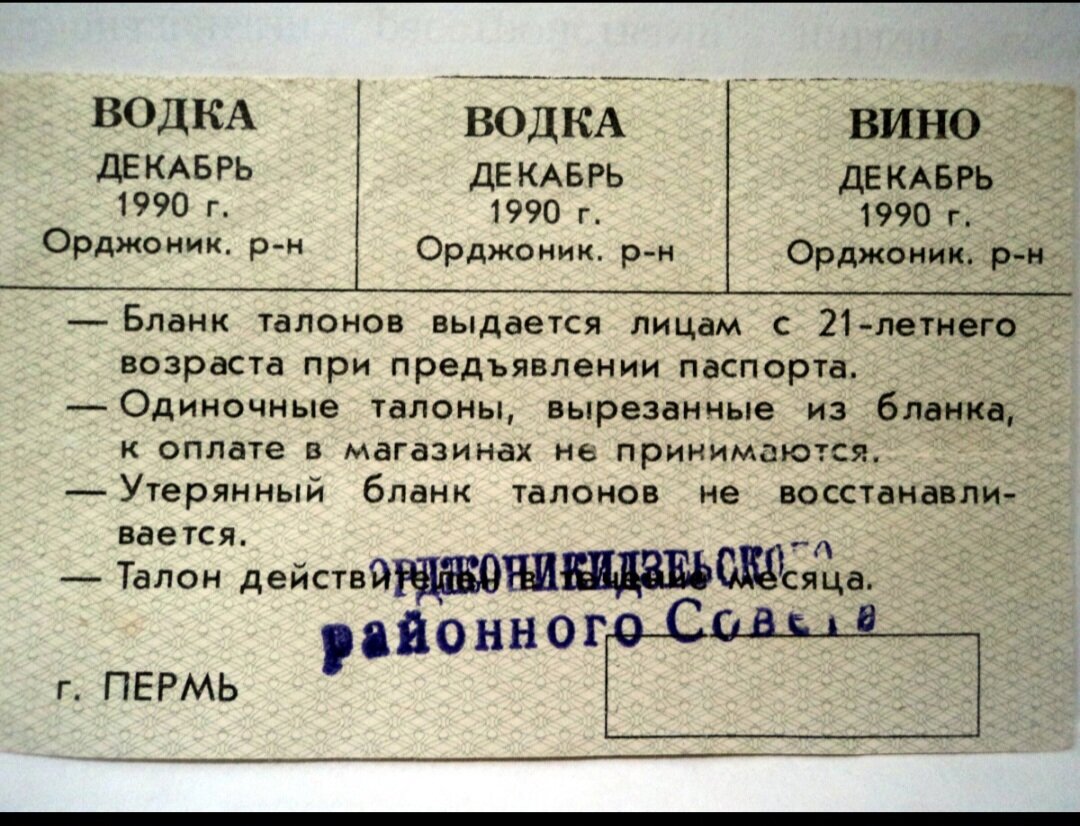 ВОДКА
ДЕКАБРЬ
1990 г.
Орджоник. р-н
ВОДКА
ДЕКАБРЬ
1990 г.
Орджоник. р-н
ВИНО
ДЕКАБРЬ
1990 г.
Орджоник. р-н
— Бланк талонов выдается лицам с 21-летнего
возраста при предъявлении паспорта.
— Одиночные талоны, вырезанные из бланка,
к оплате в магазинах не принимаются.
— Утерянный бланк талонов не восстанавли-
вается.
— Талон действителен в течение месяца.
орджоникидзевского
районного Совета
г. ПЕРМЬ